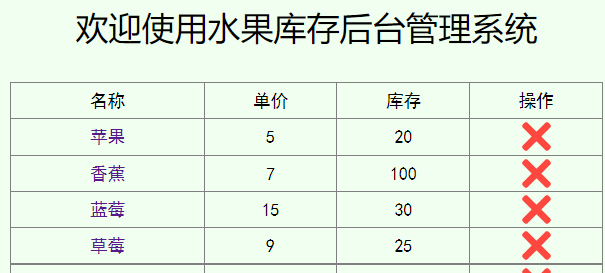 欢迎使用水果库存后台管理系统
名称 单价 库存 操作
苹果 5 20
香蕉 7 100
蓝莓 15 30
草莓 9 25